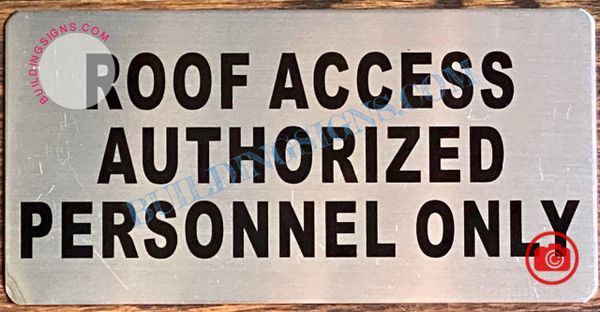 BUILDINGSIGNS.COM
ROOF ACCESS
AUTHORIZED
PERSONNEL ONLY
BUILDINGSIGNS.COM